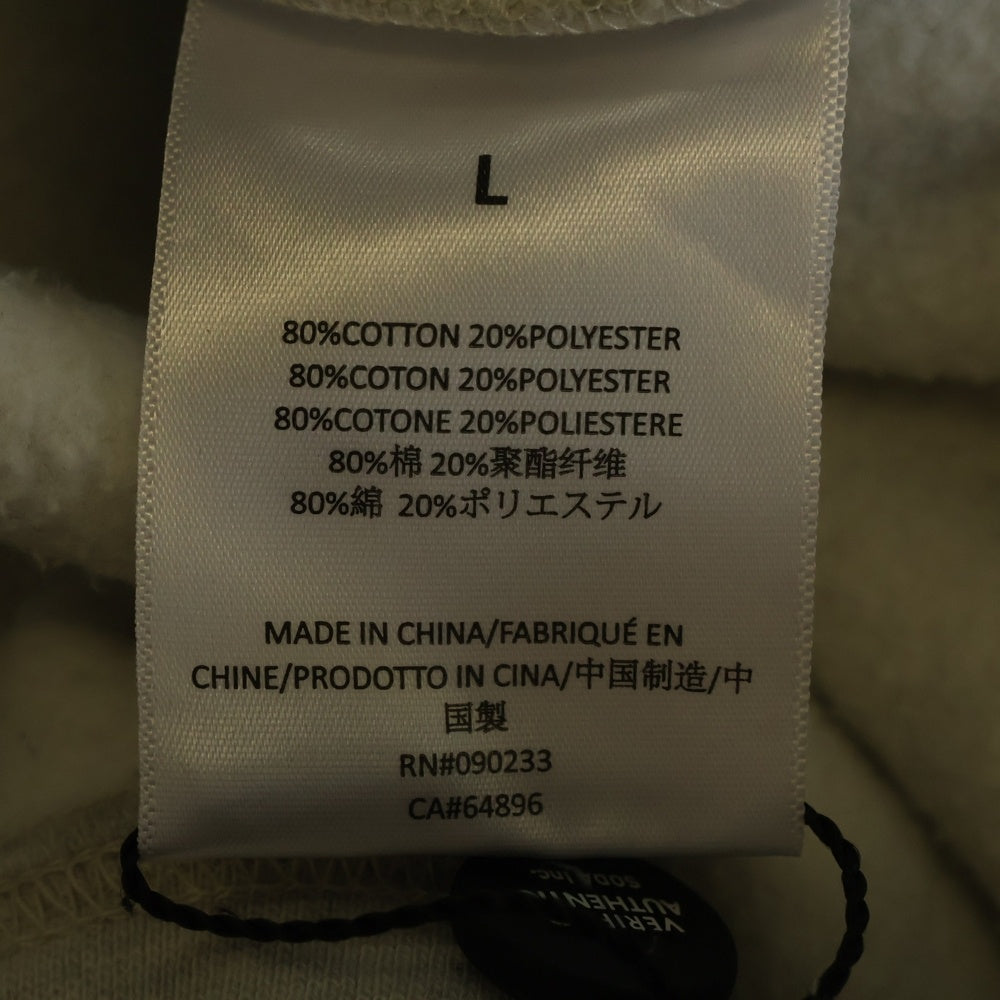 L
80%COTTON 20%POLYESTER
80%COTON 20%POLYESTER
80%COTONE 20%POLIESTERE
80%棉 20%聚酯纤维
80%綿 20%ポリエステル
MADE IN CHINA/FABRIQUÉ EN
CHINE/PRODOTTO IN CINA/中国制造/中
国製
RN#090233
CA#64896